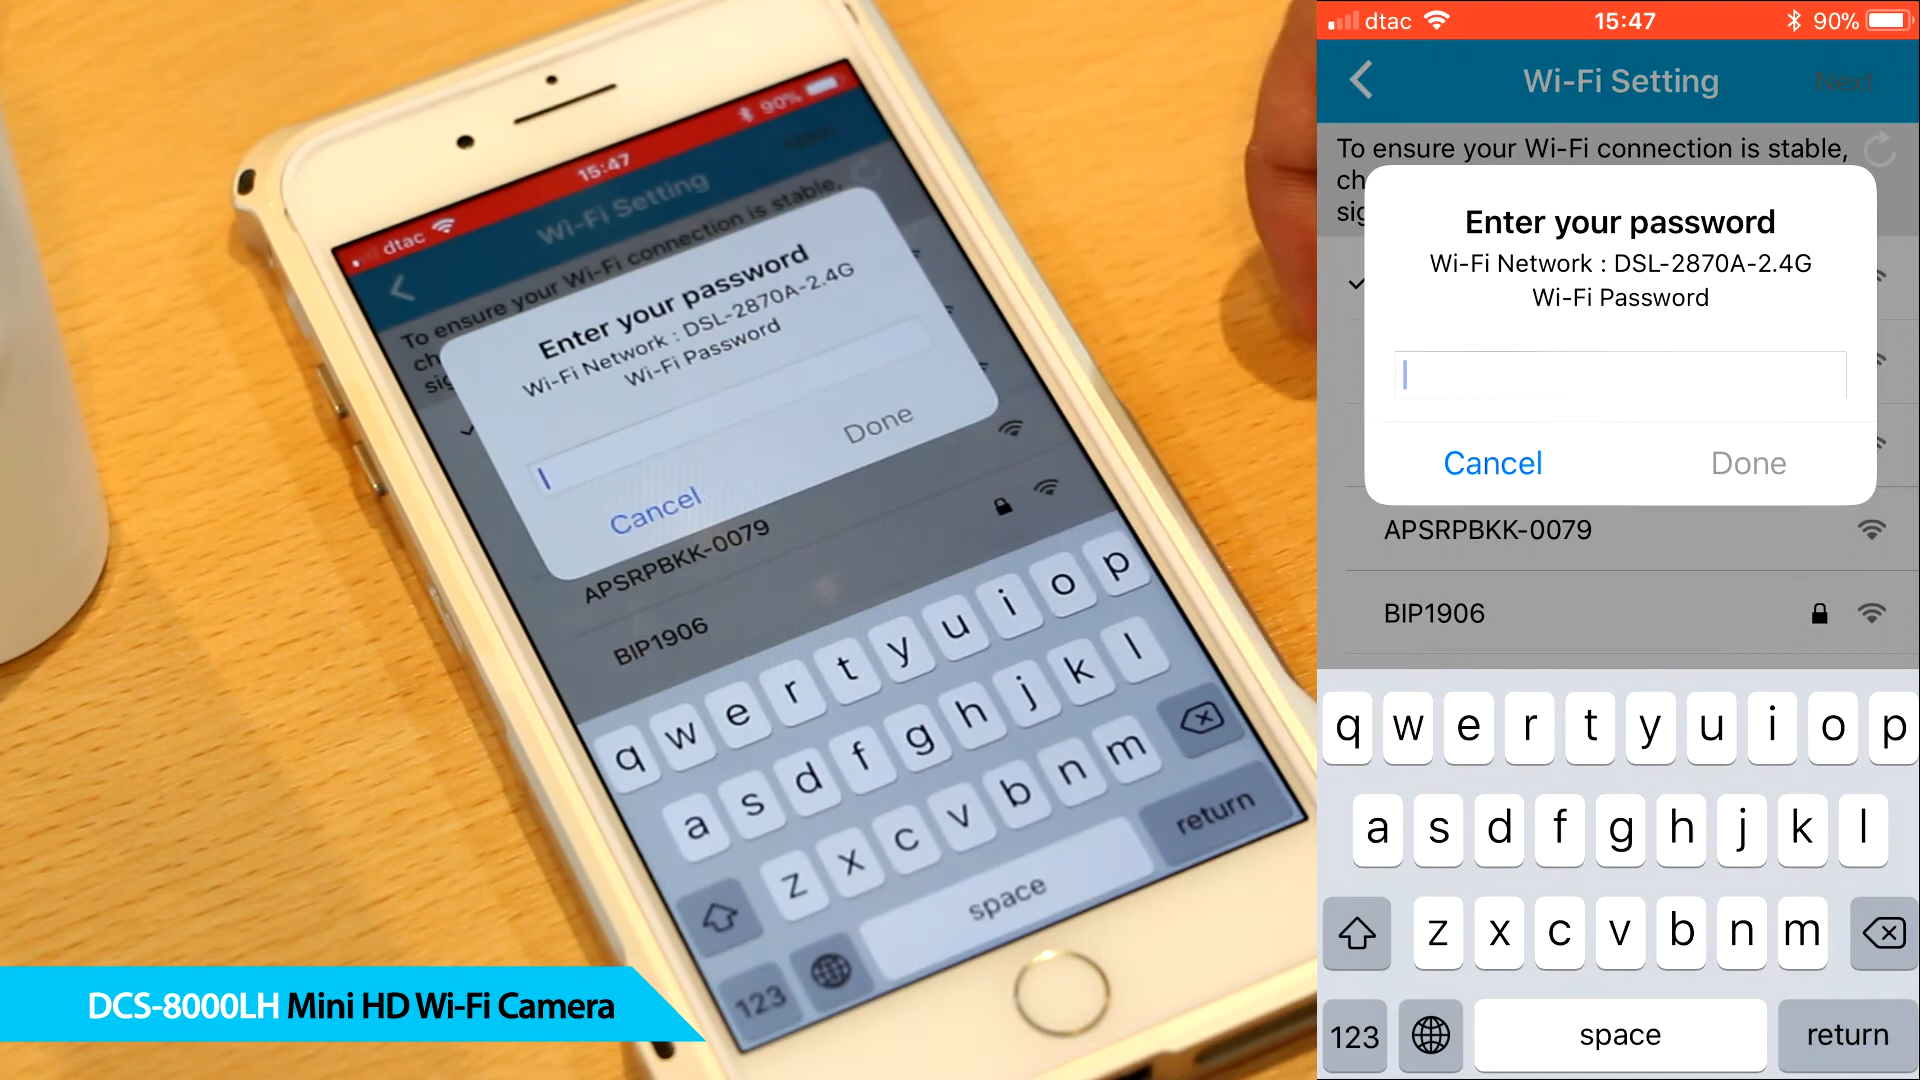 dtac
15:47
90%
Wi-Fi Setting
To ensure your Wi-Fi connection is stable,
ch
sig
Enter your password
Wi-Fi Network : DSL-2870A-2.4G
Wi-Fi Password
Cancel
Done
APSRPBKK-0079
BIP1906
q w e r t y u i o p
a s d f g h j k l
z x c v b n m
123
space
return
DCS-8000LH Mini HD Wi-Fi Camera
dtac
15:47
90%
Wi-Fi Setting
Next
To ensure your Wi-Fi connection is stable,
ch
sig
Enter your password
Wi-Fi Network : DSL-2870A-2.4G
Wi-Fi Password
Cancel
Done
APSRPBKK-0079
BIP1906
q w e r t y u i o p
a s d f g h j k l
z x c v b n m
123
space
return